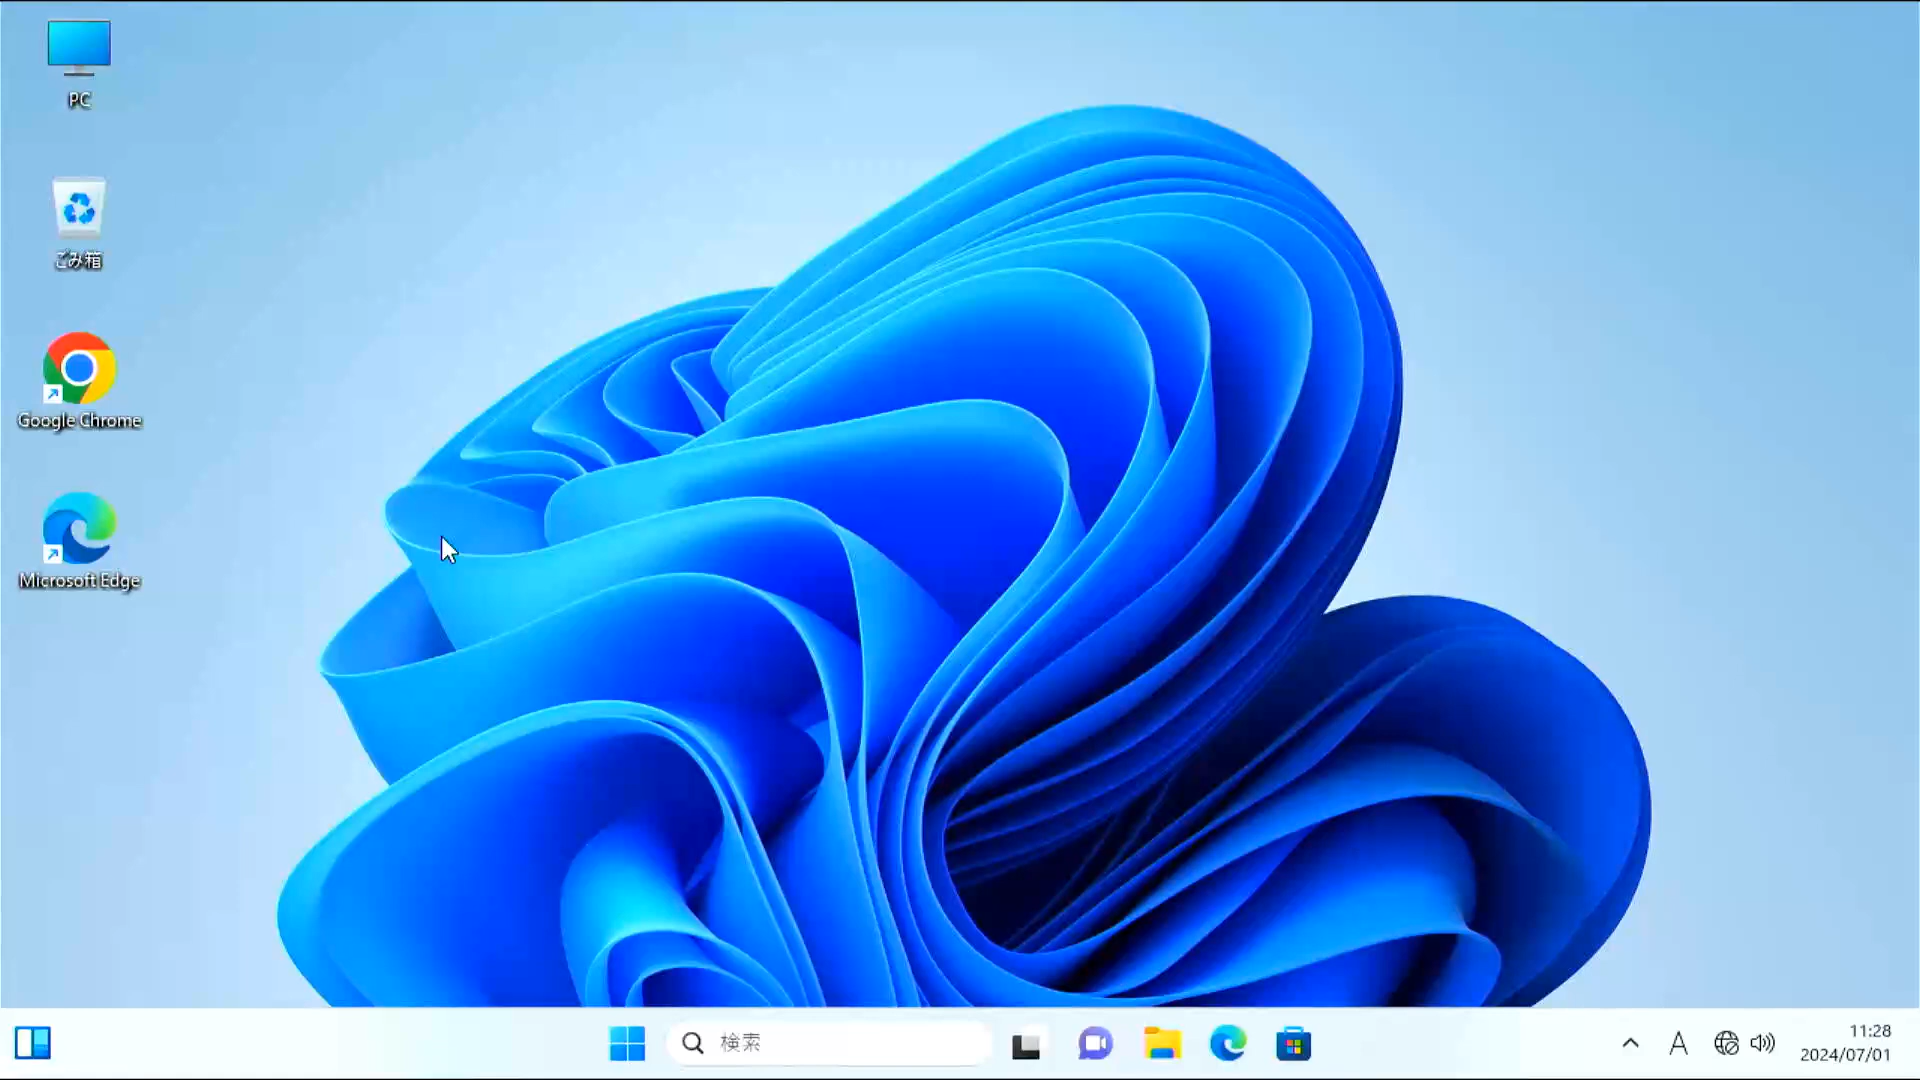 PC
ごみ箱
Google Chrome
Microsoft Edge
検索
A
11:28
2024/07/01